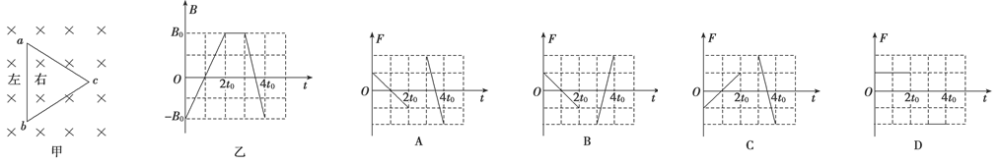 a
左 右
c
b
甲
B
B₀
O
2t₀ 4t₀ t
−B₀
乙
F
O
2t₀ 4t₀
t
A
F
O
2t₀ 4t₀
t
B
F
O
2t₀ 4t₀
t
C
F
O
2t₀ 4t₀
t
D